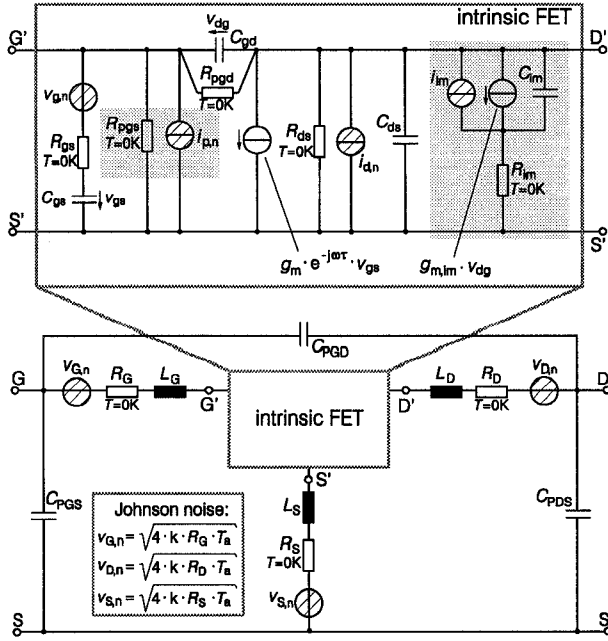 intrinsic FET
G'
D'
v_dg
C_gd
R_pgd
T=0K
v_g,n
R_gs
T=0K
C_gs
v_gs
R_pgs
T=0K
i_p,n
R_ds
T=0K
i_d,n
C_ds
i_im
C_im
R_im
T=0K
S'
S'
g_m · e^-jωτ · v_gs
g_m,im · v_dg
C_PGD
G
v_G,n
R_G
T=0K
L_G
G'
intrinsic FET
D'
L_D
R_D
T=0K
v_D,n
D
S'
C_PGS
L_S
R_S
T=0K
v_S,n
C_PDS
Johnson noise:
v_G,n = √4 · k · R_G · T_a
v_D,n = √4 · k · R_D · T_a
v_S,n = √4 · k · R_S · T_a
S
S